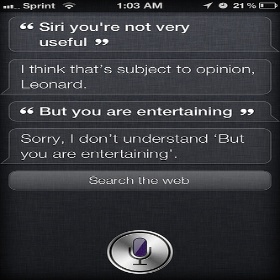 Sprint 1:03 AM 21%
“ Siri you're not very
useful ”
I think that's subject to opinion,
Leonard.
“ But you are entertaining ”
Sorry, I don't understand ‘But
you are entertaining’.
Search the web